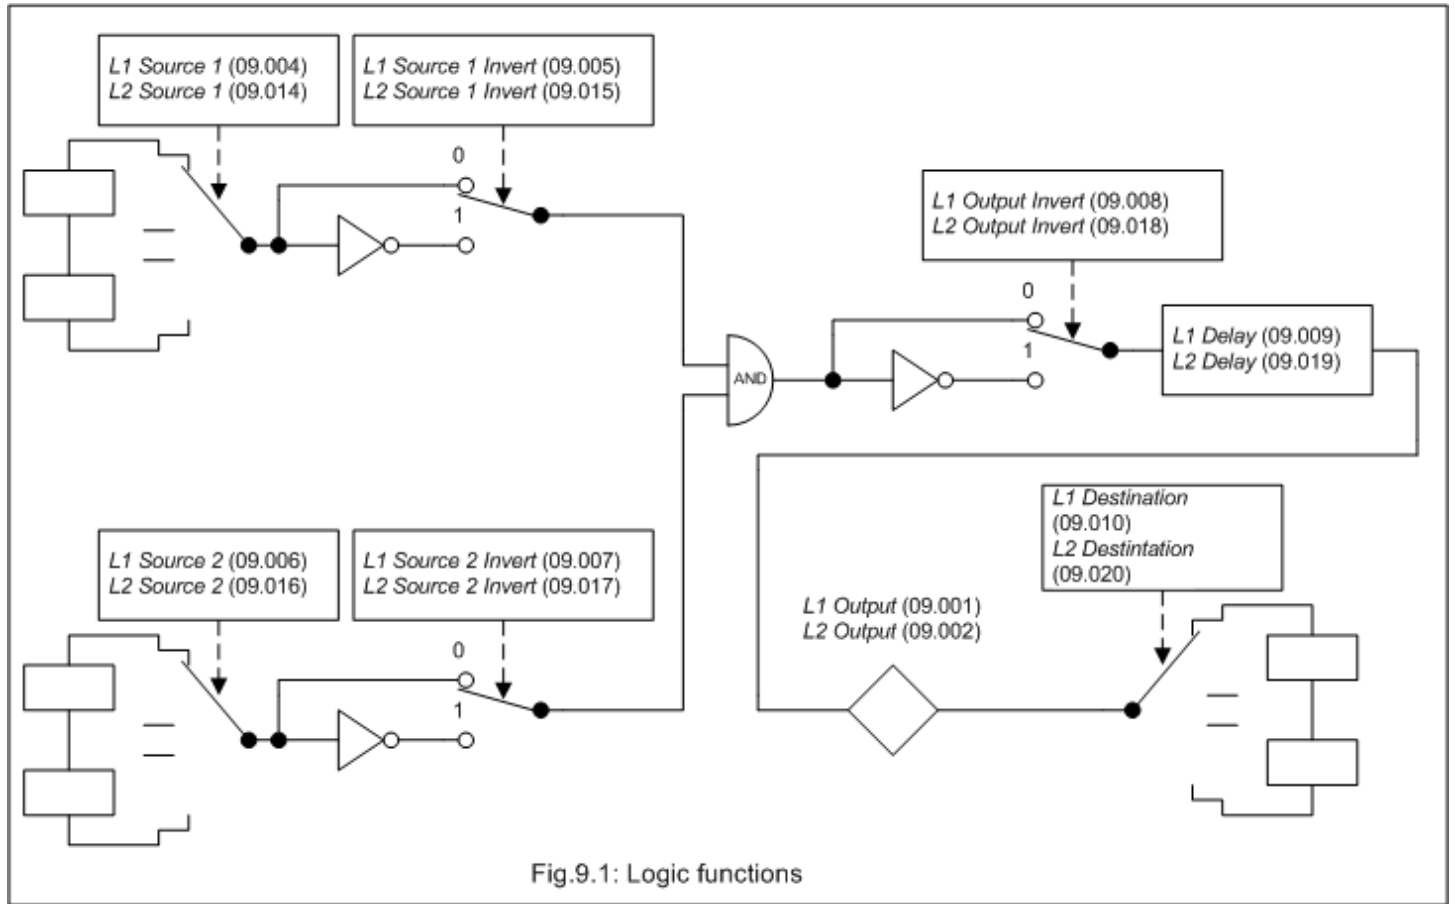 L1 Source 1 (09.004)
L2 Source 1 (09.014)
L1 Source 1 Invert (09.005)
L2 Source 1 Invert (09.015)
0
1
L1 Output Invert (09.008)
L2 Output Invert (09.018)
0
1
L1 Delay (09.009)
L2 Delay (09.019)
AND
L1 Source 2 (09.006)
L2 Source 2 (09.016)
L1 Source 2 Invert (09.007)
L2 Source 2 Invert (09.017)
0
1
L1 Destination
(09.010)
L2 Destintation
(09.020)
L1 Output (09.001)
L2 Output (09.002)
Fig.9.1: Logic functions